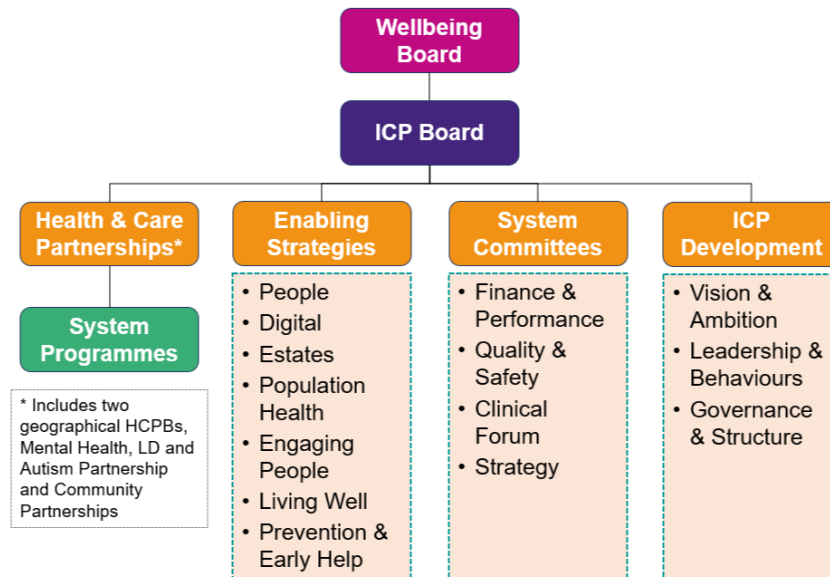 Wellbeing
Board
ICP Board
Health & Care
Partnerships*
System
Programmes
* Includes two
geographical HCPBs,
Mental Health, LD and
Autism Partnership
and Community
Partnerships
Enabling
Strategies
• People
• Digital
• Estates
• Population
Health
• Engaging
People
• Living Well
• Prevention &
Early Help
System
Committees
• Finance &
Performance
• Quality &
Safety
• Clinical
Forum
• Strategy
ICP
Development
• Vision &
Ambition
• Leadership &
Behaviours
• Governance
& Structure